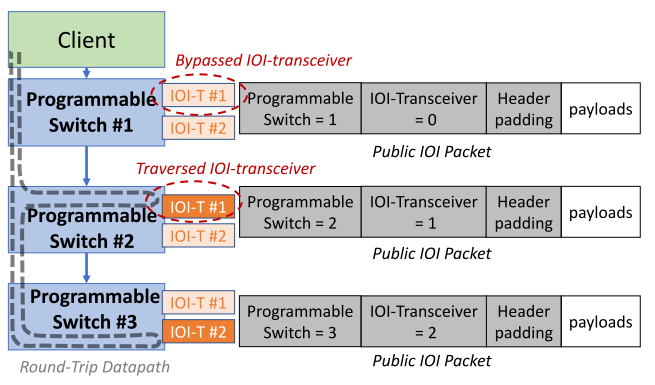 Client
Bypassed IOI-transceiver
Programmable
Switch #1
IOI-T #1
IOI-T #2
Programmable
Switch = 1
IOI-Transceiver
= 0
Header
padding
payloads
Public IOI Packet
Traversed IOI-transceiver
Programmable
Switch #2
IOI-T #1
IOI-T #2
Programmable
Switch = 2
IOI-Transceiver
= 1
Header
padding
payloads
Public IOI Packet
Programmable
Switch #3
IOI-T #1
IOI-T #2
Programmable
Switch = 3
IOI-Transceiver
= 2
Header
padding
payloads
Public IOI Packet
Round-Trip Datapath